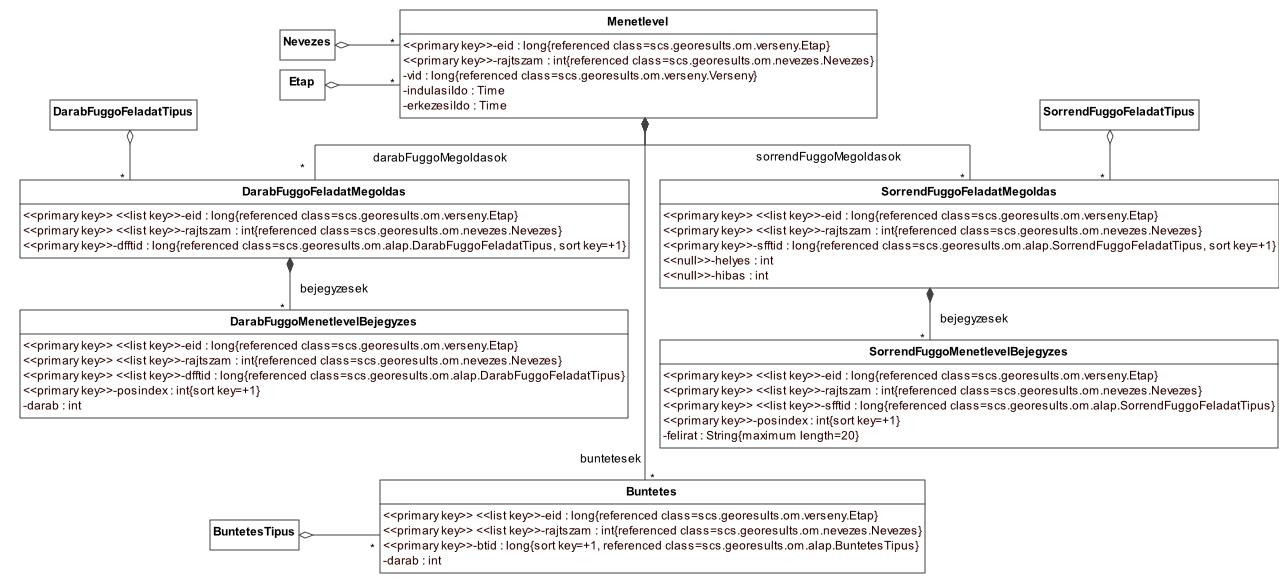 Menetlevel
Nevezes
*
<<primary key>>-eid : long{referenced class=scs.georesults.om.verseny.Etap}
<<primary key>>-rajtszam : int{referenced class=scs.georesults.om.nevezes.Nevezes}
Etap
*
-vid : long{referenced class=scs.georesults.om.verseny.Verseny}
-indulasiIdo : Time
-erkezesiIdo : Time
DarabFuggoFeladatTipus
SorrendFuggoFeladatTipus
darabFuggoMegoldasok
sorrendFuggoMegoldasok
*
*
*
*
DarabFuggoFeladatMegoldas
<<primary key>> <<list key>>-eid : long{referenced class=scs.georesults.om.verseny.Etap}
<<primary key>> <<list key>>-rajtszam : int{referenced class=scs.georesults.om.nevezes.Nevezes}
<<primary key>>-dfftid : long{referenced class=scs.georesults.om.alap.DarabFuggoFeladatTipus, sort key=+1}
SorrendFuggoFeladatMegoldas
<<primary key>> <<list key>>-eid : long{referenced class=scs.georesults.om.verseny.Etap}
<<primary key>> <<list key>>-rajtszam : int{referenced class=scs.georesults.om.nevezes.Nevezes}
<<primary key>>-sfftid : long{referenced class=scs.georesults.om.alap.SorrendFuggoFeladatTipus, sort key=+1}
<<null>>-helyes : int
<<null>>-hibas : int
bejegyzesek
*
DarabFuggoMenetlevelBejegyzes
<<primary key>> <<list key>>-eid : long{referenced class=scs.georesults.om.verseny.Etap}
<<primary key>> <<list key>>-rajtszam : int{referenced class=scs.georesults.om.nevezes.Nevezes}
<<primary key>> <<list key>>-dfftid : long{referenced class=scs.georesults.om.alap.DarabFuggoFeladatTipus}
<<primary key>>-posindex : int{sort key=+1}
-darab : int
bejegyzesek
*
SorrendFuggoMenetlevelBejegyzes
<<primary key>> <<list key>>-eid : long{referenced class=scs.georesults.om.verseny.Etap}
<<primary key>> <<list key>>-rajtszam : int{referenced class=scs.georesults.om.nevezes.Nevezes}
<<primary key>> <<list key>>-sfftid : long{referenced class=scs.georesults.om.alap.SorrendFuggoFeladatTipus}
<<primary key>>-posindex : int{sort key=+1}
-felirat : String{maximum length=20}
buntetesek
*
Buntetes
<<primary key>> <<list key>>-eid : long{referenced class=scs.georesults.om.verseny.Etap}
<<primary key>> <<list key>>-rajtszam : int{referenced class=scs.georesults.om.nevezes.Nevezes}
<<primary key>>-btid : long{sort key=+1, referenced class=scs.georesults.om.alap.BuntetesTipus}
-darab : int
BuntetesTipus
*